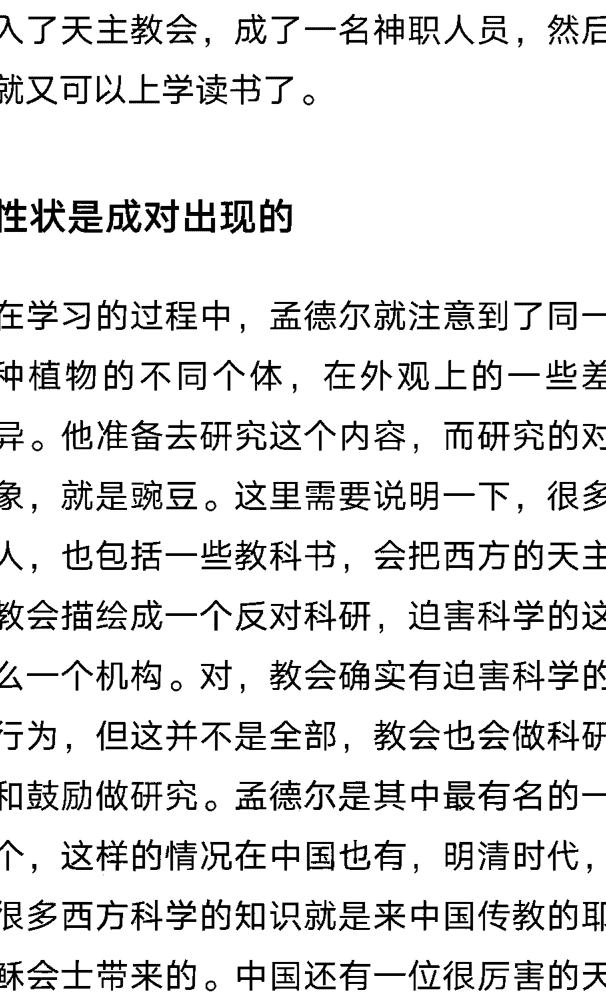 入了天主教会，成了一名神职人员，然后
就又可以上学读书了。
性状是成对出现的
在学习的过程中，孟德尔就注意到了同一
种植物的不同个体，在外观上的一些差
异。他准备去研究这个内容，而研究的对
象，就是豌豆。这里需要说明一下，很多
人，也包括一些教科书，会把西方的天主
教会描绘成一个反对科研，迫害科学的这
么一个机构。对，教会确实有迫害科学的
行为，但这并不是全部，教会也会做科研
和鼓励做研究。孟德尔是其中最有名的一
个，这样的情况在中国也有，明清时代，
很多西方科学的知识就是来中国传教的耶
稣会士带来的。中国还有一位很厉害的天